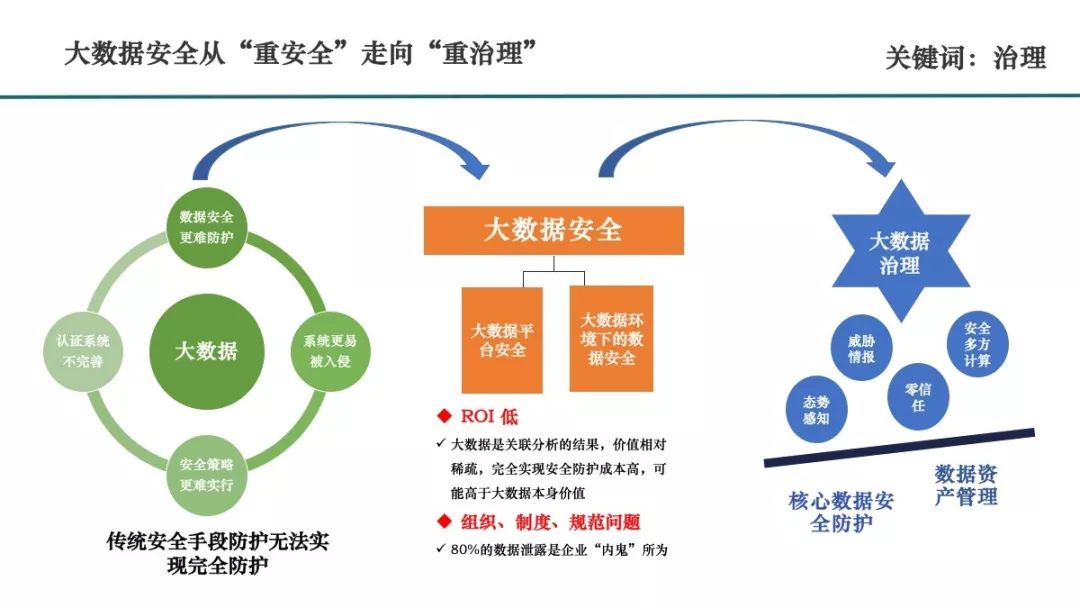 大数据安全从“重安全”走向“重治理”
关键词：治理
数据安全
更难防护
认证系统
不完善
大数据
系统更易
被入侵
安全策略
更难实行
传统安全手段防护无法实
现完全防护
大数据安全
大数据平
台安全
大数据环
境下的数
据安全
◆ ROI 低
✓ 大数据是关联分析的结果，价值相对
稀疏，完全实现安全防护成本高，可
能高于大数据本身价值
◆ 组织、制度、规范问题
✓ 80%的数据泄露是企业“内鬼”所为
大数据
治理
威胁
情报
安全
多方
计算
态势
感知
零信
任
核心数据安
全防护
数据资
产管理